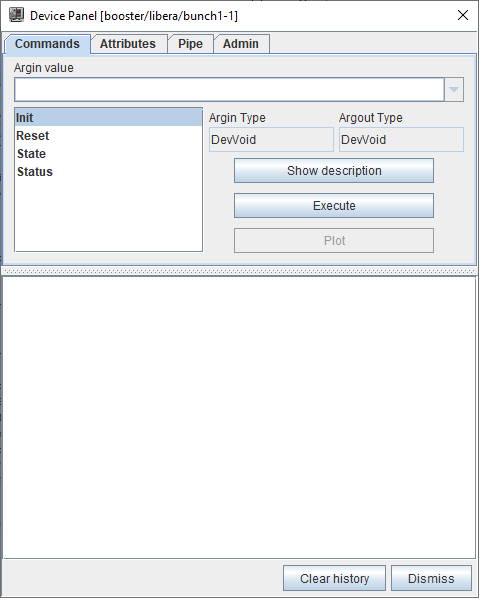 Device Panel [booster/libera/bunch1-1]
Commands Attributes Pipe Admin
Argin value
Init
Reset
State
Status
Argin Type Argout Type
DevVoid DevVoid
Show description
Execute
Plot
Clear history Dismiss